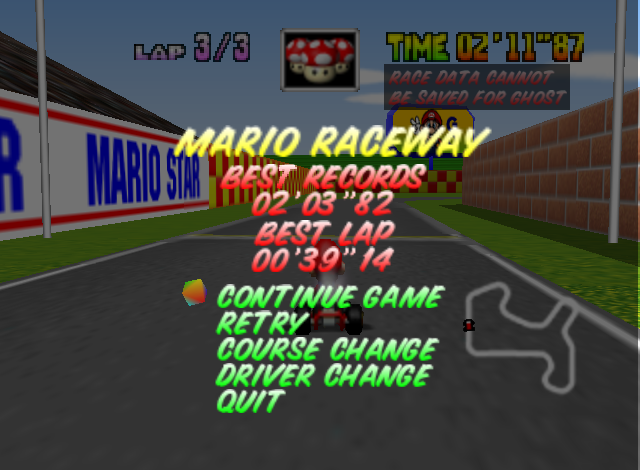 LAP 3/3
TIME 02'11"87
RACE DATA CANNOT
BE SAVED FOR GHOST
G
R
MARIO STAR
MARIO RACEWAY
BEST RECORDS
02'03"82
BEST LAP
00'39"14
CONTINUE GAME
RETRY
COURSE CHANGE
DRIVER CHANGE
QUIT